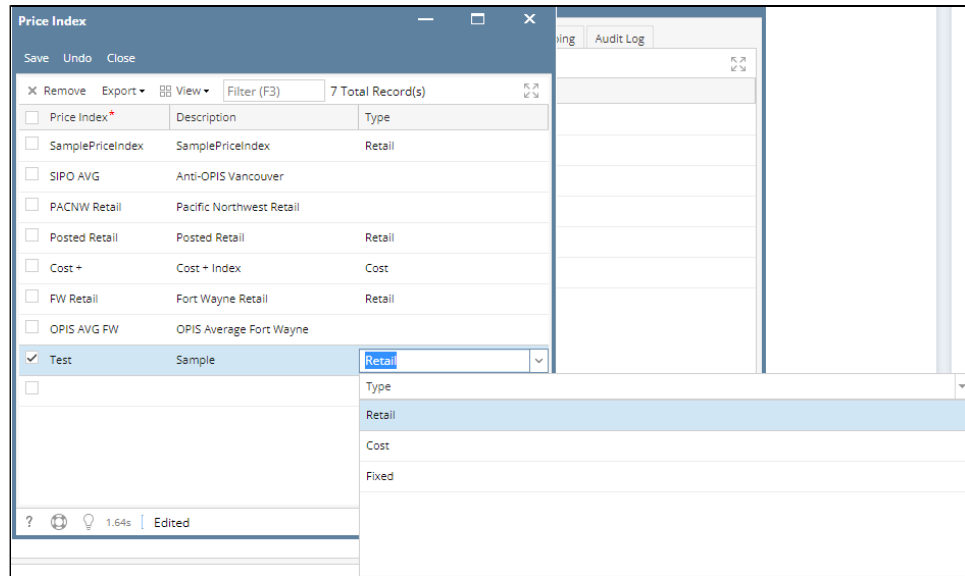 Price Index
Save Undo Close
Audit Log
Remove Export View Filter (F3) 7 Total Record(s)
Price Index* Description Type
SamplePriceIndex SamplePriceIndex Retail
SIPO AVG Anti-OPIS Vancouver
PACNW Retail Pacific Northwest Retail
Posted Retail Posted Retail Retail
Cost + Cost + Index Cost
FW Retail Fort Wayne Retail Retail
OPIS AVG FW OPIS Average Fort Wayne
Test Sample Retail
Type
Retail
Cost
Fixed
? 1.64s Edited